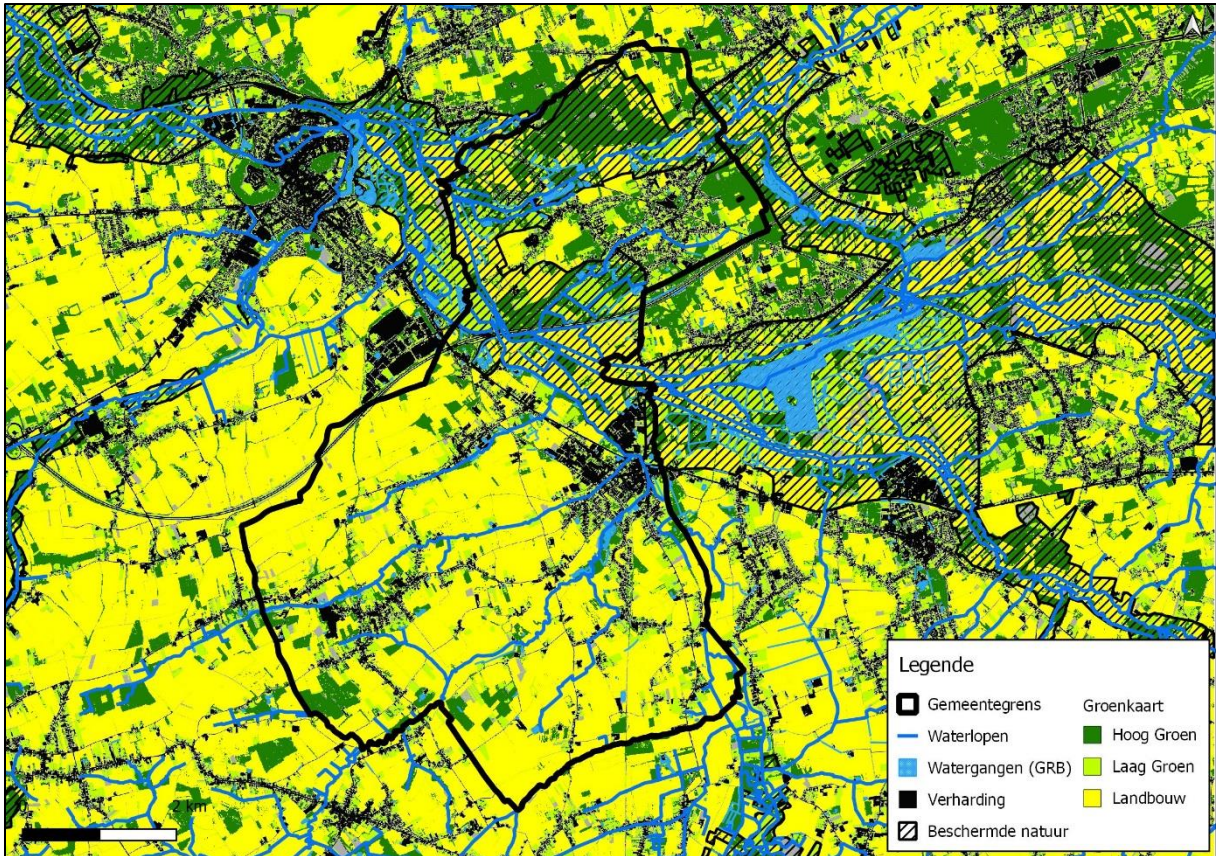 2 km
Legende
Gemeentegrens
Waterlopen
Watergangen (GRB)
Verharding
Beschermde natuur
Groenkaart
Hoog Groen
Laag Groen
Landbouw